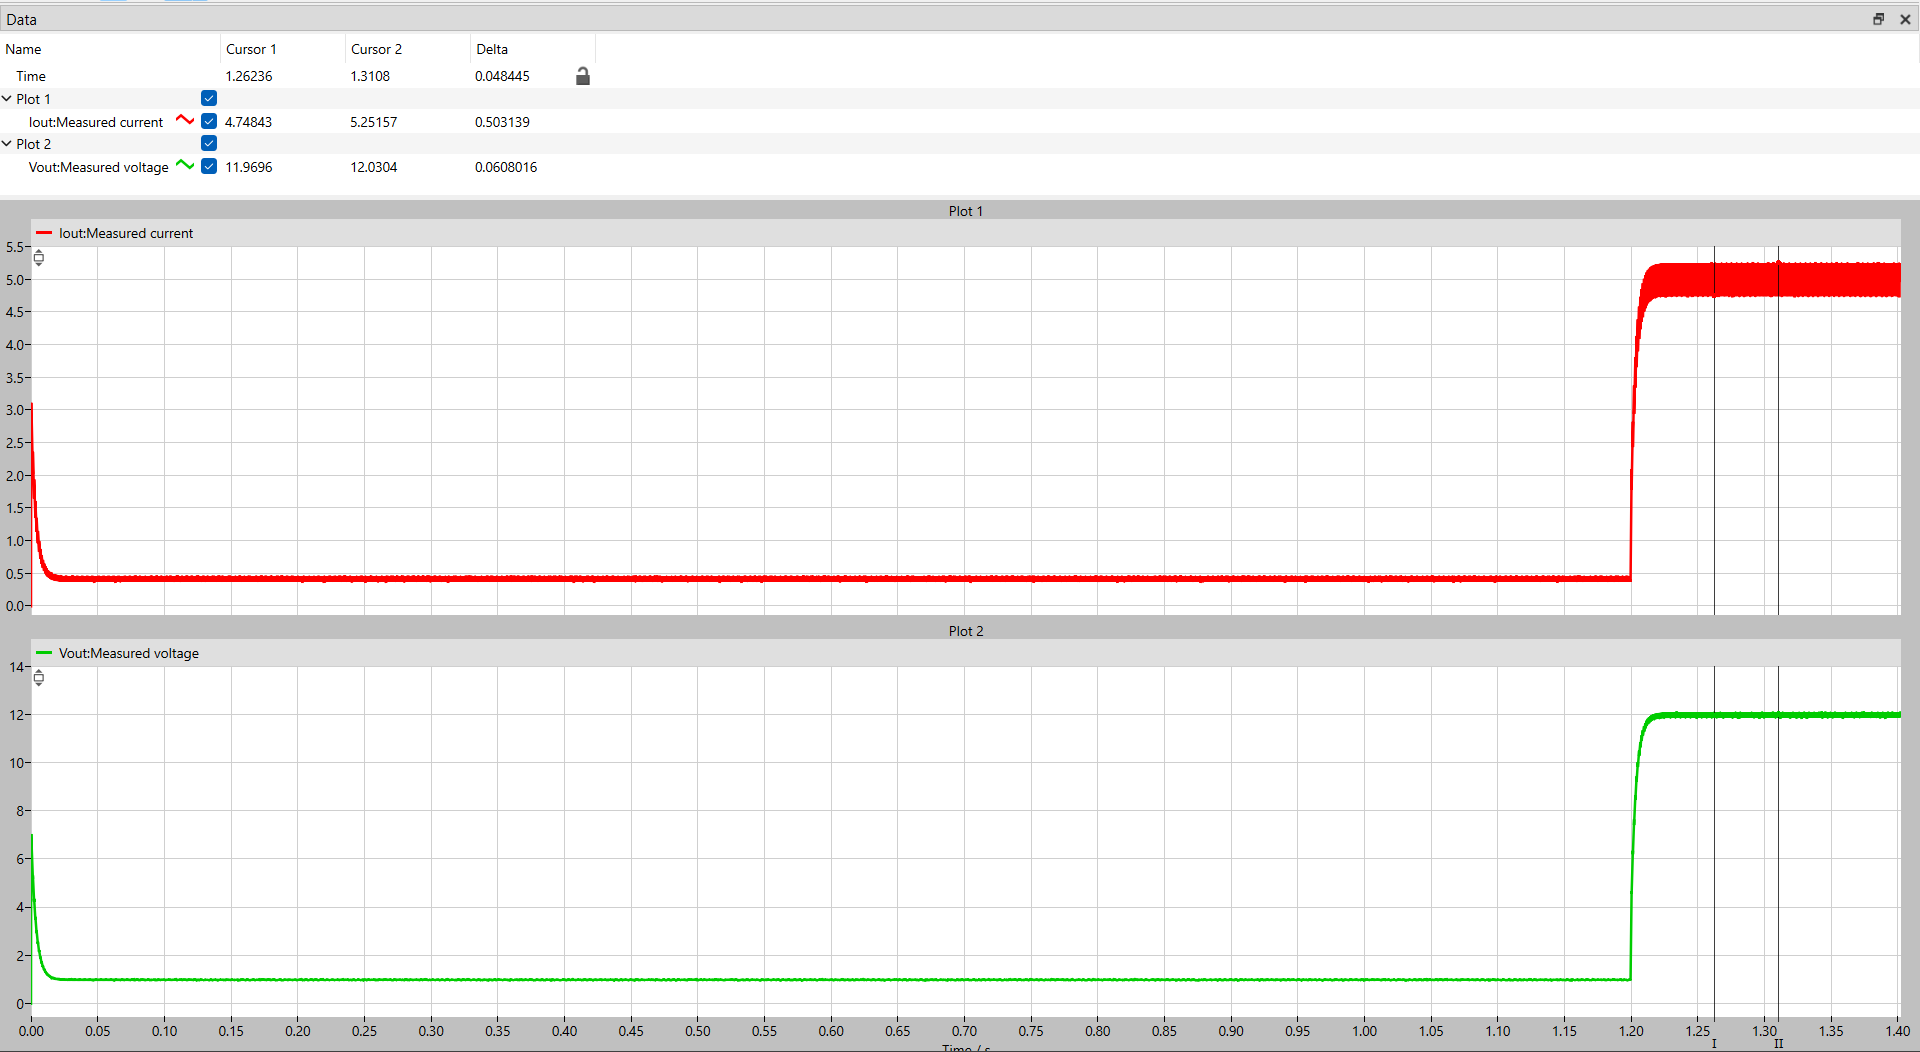 Data
Name Cursor 1 Cursor 2 Delta
Time 1.26236 1.3108 0.048445
Plot 1
Iout:Measured current 4.74843 5.25157 0.503139
Plot 2
Vout:Measured voltage 11.9696 12.0304 0.0608016
Plot 1
Iout:Measured current
5.5
5.0
4.5
4.0
3.5
3.0
2.5
2.0
1.5
1.0
0.5
0.0
Plot 2
Vout:Measured voltage
14
12
10
8
6
4
2
0
0.00 0.05 0.10 0.15 0.20 0.25 0.30 0.35 0.40 0.45 0.50 0.55 0.60 0.65 0.70 0.75 0.80 0.85 0.90 0.95 1.00 1.05 1.10 1.15 1.20 1.25 1.30 1.35 1.40
I II
Time / s